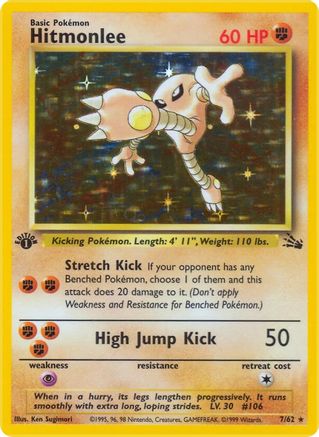 Basic Pokémon
Hitmonlee 60 HP
EDITION
1
Kicking Pokémon. Length: 4' 11", Weight: 110 lbs.
Stretch Kick If your opponent has any
Benched Pokémon, choose 1 of them and this
attack does 20 damage to it. (Don't apply
Weakness and Resistance for Benched Pokémon.)
High Jump Kick 50
weakness resistance retreat cost
When in a hurry, its legs lengthen progressively. It runs
smoothly with extra long, loping strides. LV. 30 #106
Illus. Ken Sugimori ©1995, 96, 98 Nintendo, Creatures, GAMEFREAK. ©1999 Wizards. 7/62 ★